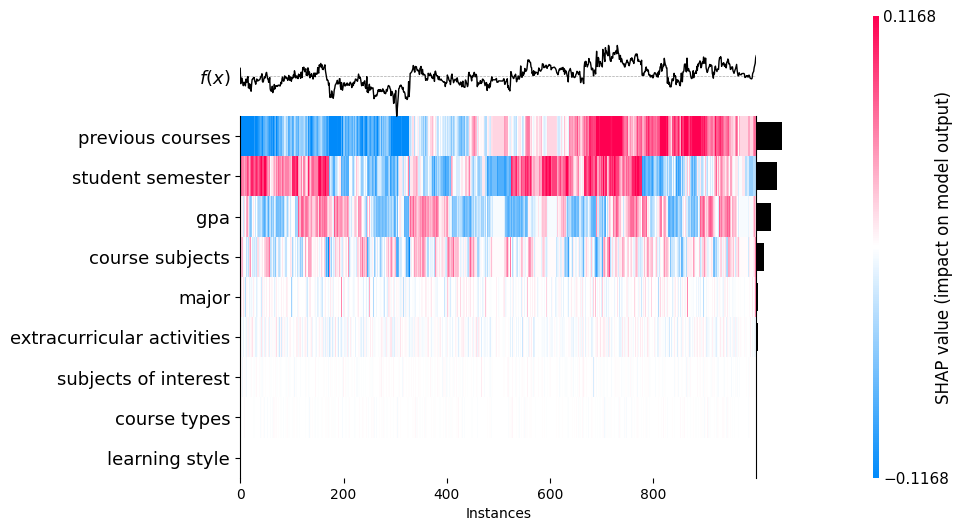 f(x)
previous courses
student semester
gpa
course subjects
major
extracurricular activities
subjects of interest
course types
learning style
0 200 400 600 800
Instances
0.1168
SHAP value (impact on model output)
−0.1168